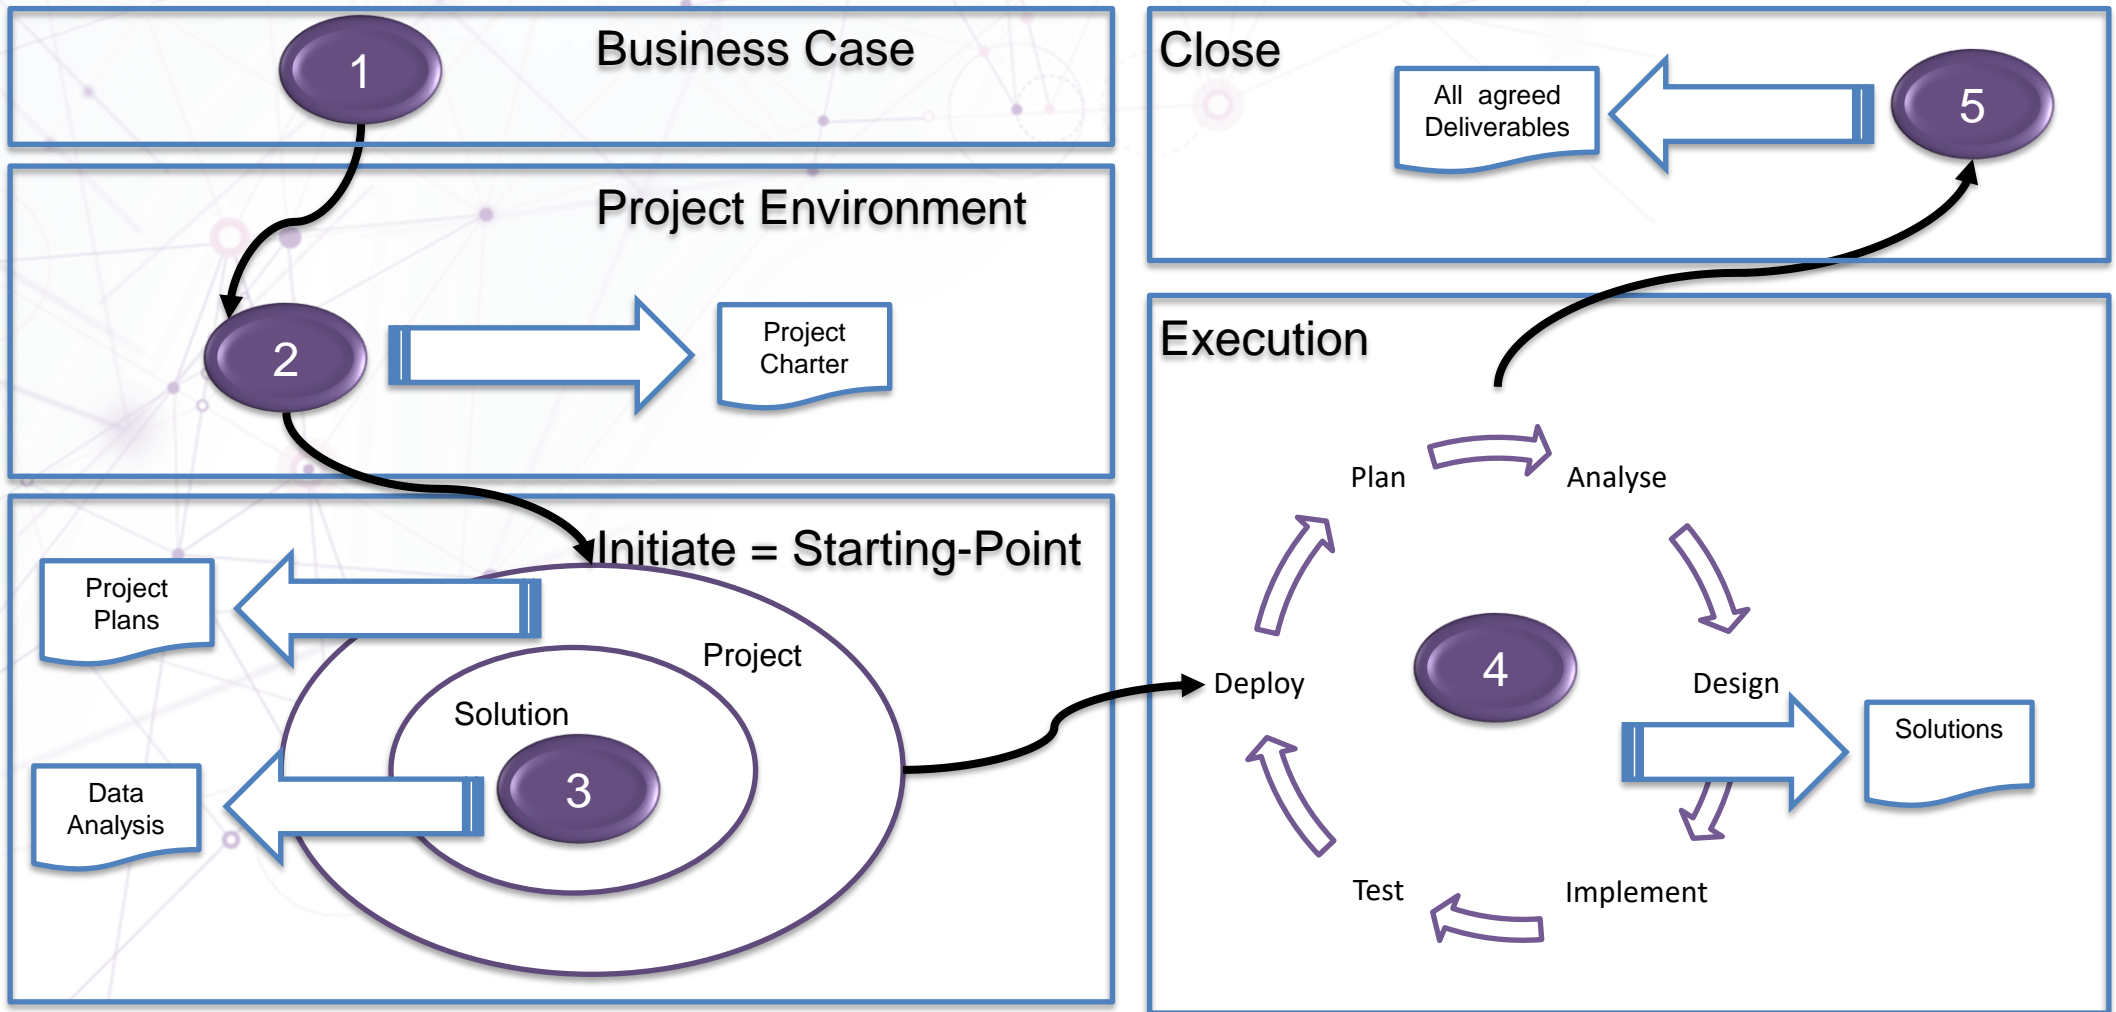 1
Business Case
Project Environment
2
Project
Charter
Initiate = Starting-Point
Project
Plans
Project
Solution
3
Data
Analysis
Close
All  agreed
Deliverables
5
Execution
Plan
Analyse
Deploy
4
Design
Solutions
Test
Implement